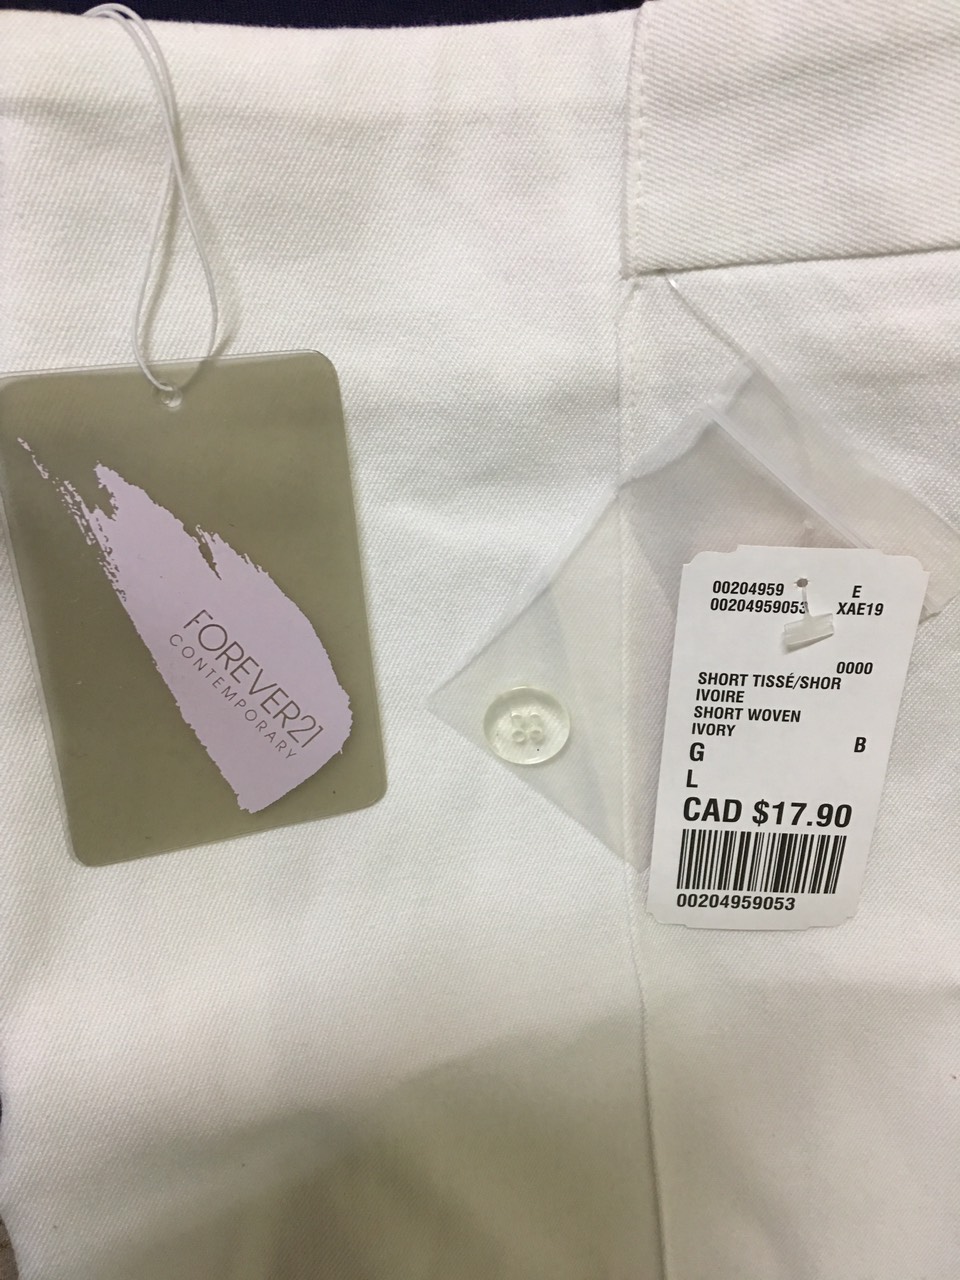 FOREVER21
CONTEMPORARY
00204959 E
00204959053 XAE19
0000
SHORT TISSÉ/SHOR
IVOIRE
SHORT WOVEN
IVORY
G B
L
CAD $17.90
00204959053